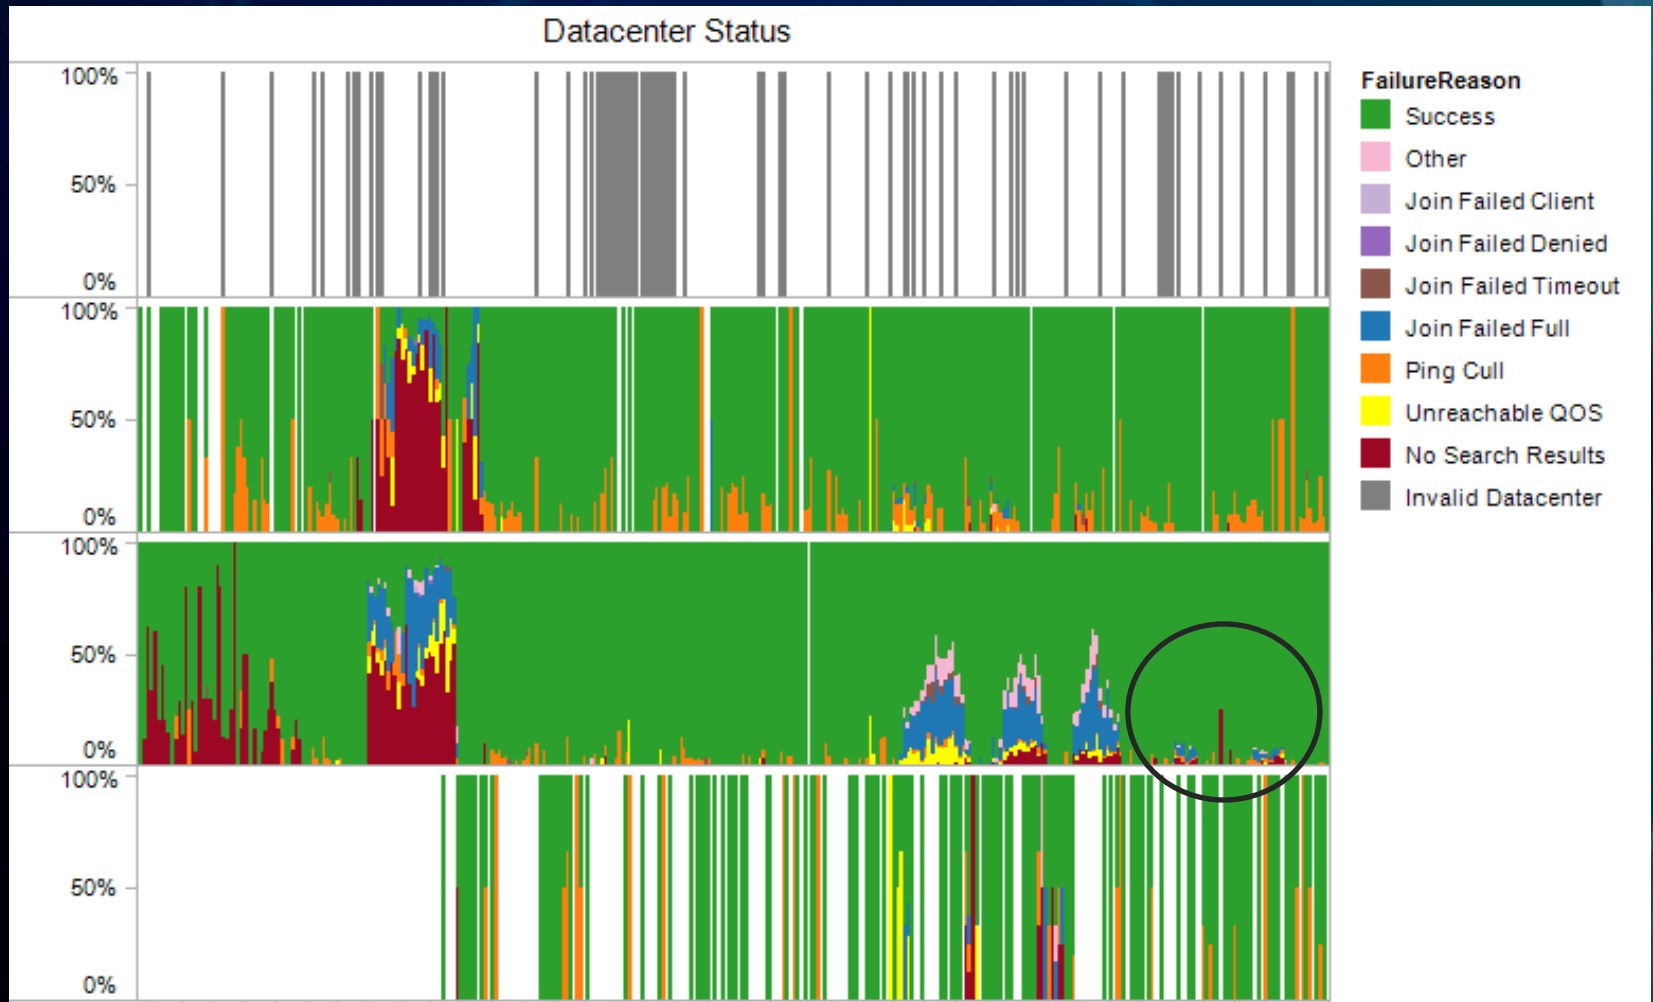 Datacenter Status
100%
50%
0%
100%
50%
0%
100%
50%
0%
100%
50%
0%
FailureReason
Success
Other
Join Failed Client
Join Failed Denied
Join Failed Timeout
Join Failed Full
Ping Cull
Unreachable QOS
No Search Results
Invalid Datacenter